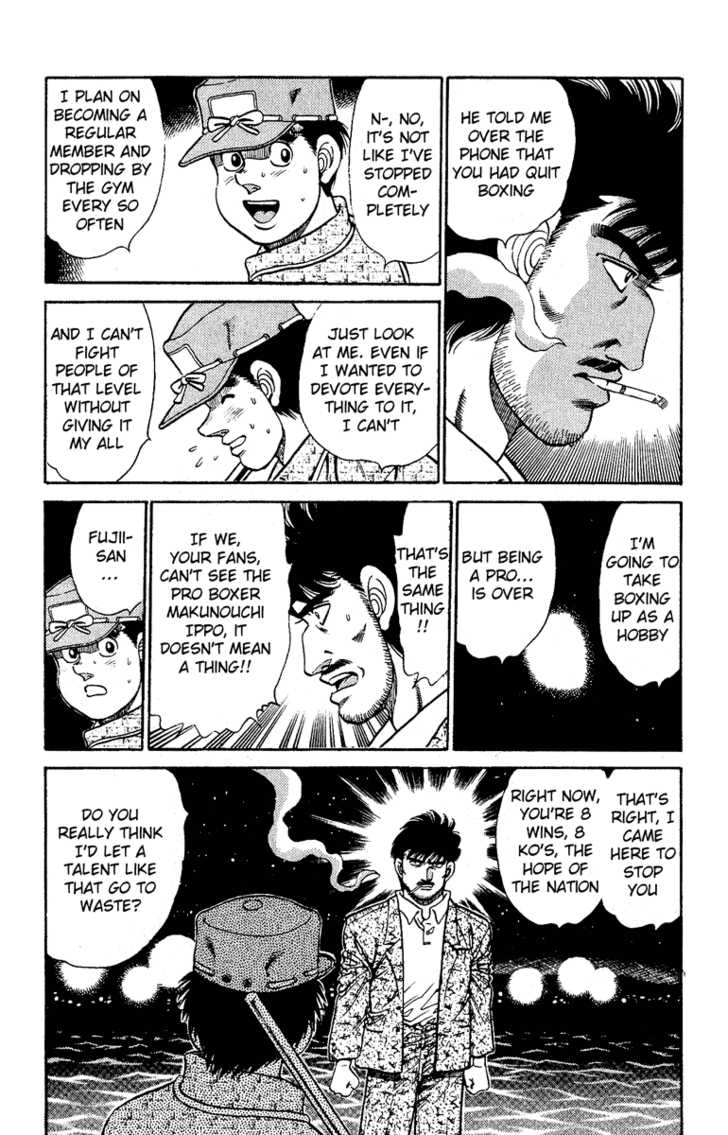 HE TOLD ME
OVER THE
PHONE THAT
YOU HAD QUIT
BOXING
N-, NO,
IT'S NOT
LIKE I'VE
STOPPED
COM-
PLETELY
I PLAN ON
BECOMING A
REGULAR
MEMBER AND
DROPPING BY
THE GYM
EVERY SO
OFTEN
JUST LOOK
AT ME. EVEN IF
I WANTED TO
DEVOTE EVERY-
THING TO IT,
I CAN'T
AND I CAN'T
FIGHT
PEOPLE OF
THAT LEVEL
WITHOUT
GIVING IT
MY ALL
I'M
GOING TO
TAKE
BOXING
UP AS A
HOBBY
BUT BEING
A PRO...
IS OVER
THAT'S
THE
SAME
THING
!!
IF WE,
YOUR FANS,
CAN'T SEE THE
PRO BOXER
MAKUNOUCHI
IPPO, IT
DOESN'T MEAN
A THING!!
FUJII-
SAN
...
THAT'S
RIGHT, I
CAME
HERE TO
STOP
YOU
RIGHT NOW,
YOU'RE 8
WINS, 8
KO'S, THE
HOPE OF
THE NATION
DO YOU
REALLY THINK
I'D LET A
TALENT LIKE
THAT GO TO
WASTE?